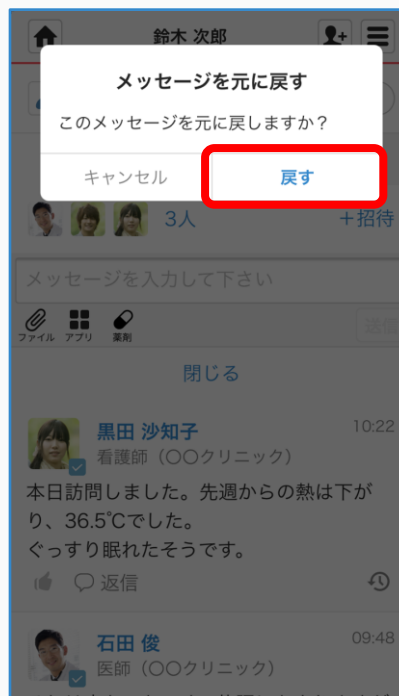 鈴木 次郎
メッセージを元に戻す
このメッセージを元に戻しますか？
キャンセル
戻す
3人
＋招待
メッセージを入力して下さい
ファイル アプリ 薬剤
送信
閉じる
黒田 沙知子 10:22
看護師（〇〇クリニック）
本日訪問しました。先週からの熱は下が
り、36.5℃でした。
ぐっすり眠れたそうです。
返信
石田 俊 09:48
医師（〇〇クリニック）